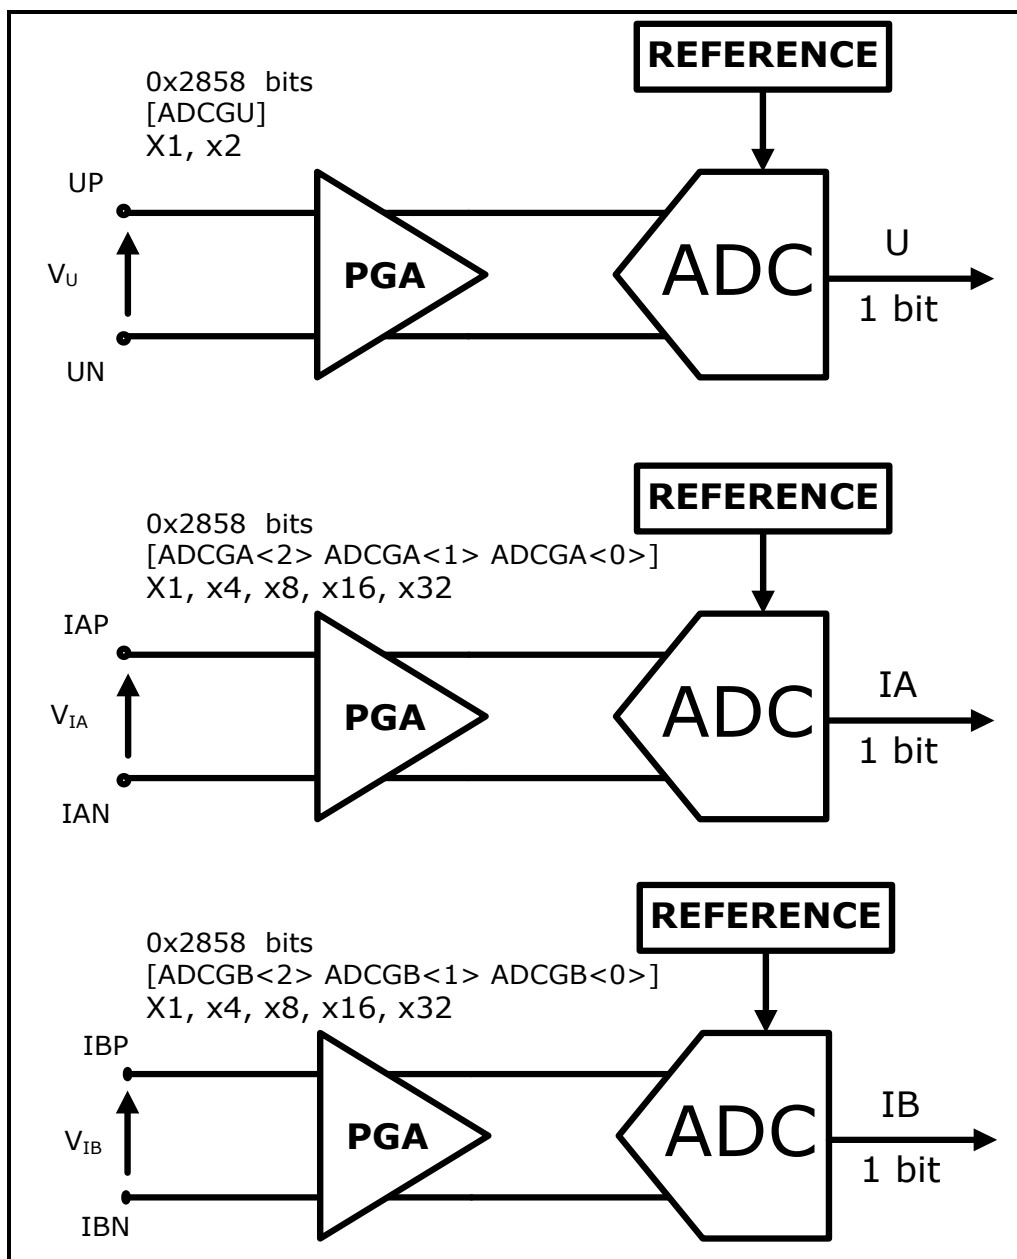 REFERENCE
0x2858 bits
[ADCGU]
X1, x2
UP
VU
UN
PGA
ADC
U
1 bit
REFERENCE
0x2858 bits
[ADCGA<2> ADCGA<1> ADCGA<0>]
X1, x4, x8, x16, x32
IAP
VIA
IAN
PGA
ADC
IA
1 bit
REFERENCE
0x2858 bits
[ADCGB<2> ADCGB<1> ADCGB<0>]
X1, x4, x8, x16, x32
IBP
VIB
IBN
PGA
ADC
IB
1 bit